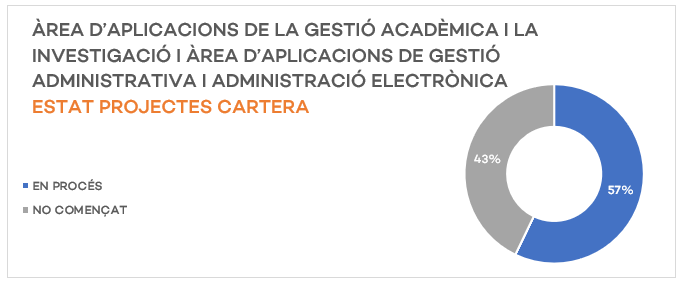 ÀREA D’APLICACIONS DE LA GESTIÓ ACADÈMICA I LA
INVESTIGACIÓ I ÀREA D’APLICACIONS DE GESTIÓ
ADMINISTRATIVA I ADMINISTRACIÓ ELECTRÒNICA
ESTAT PROJECTES CARTERA
43%
57%
EN PROCÉS
NO COMENÇAT